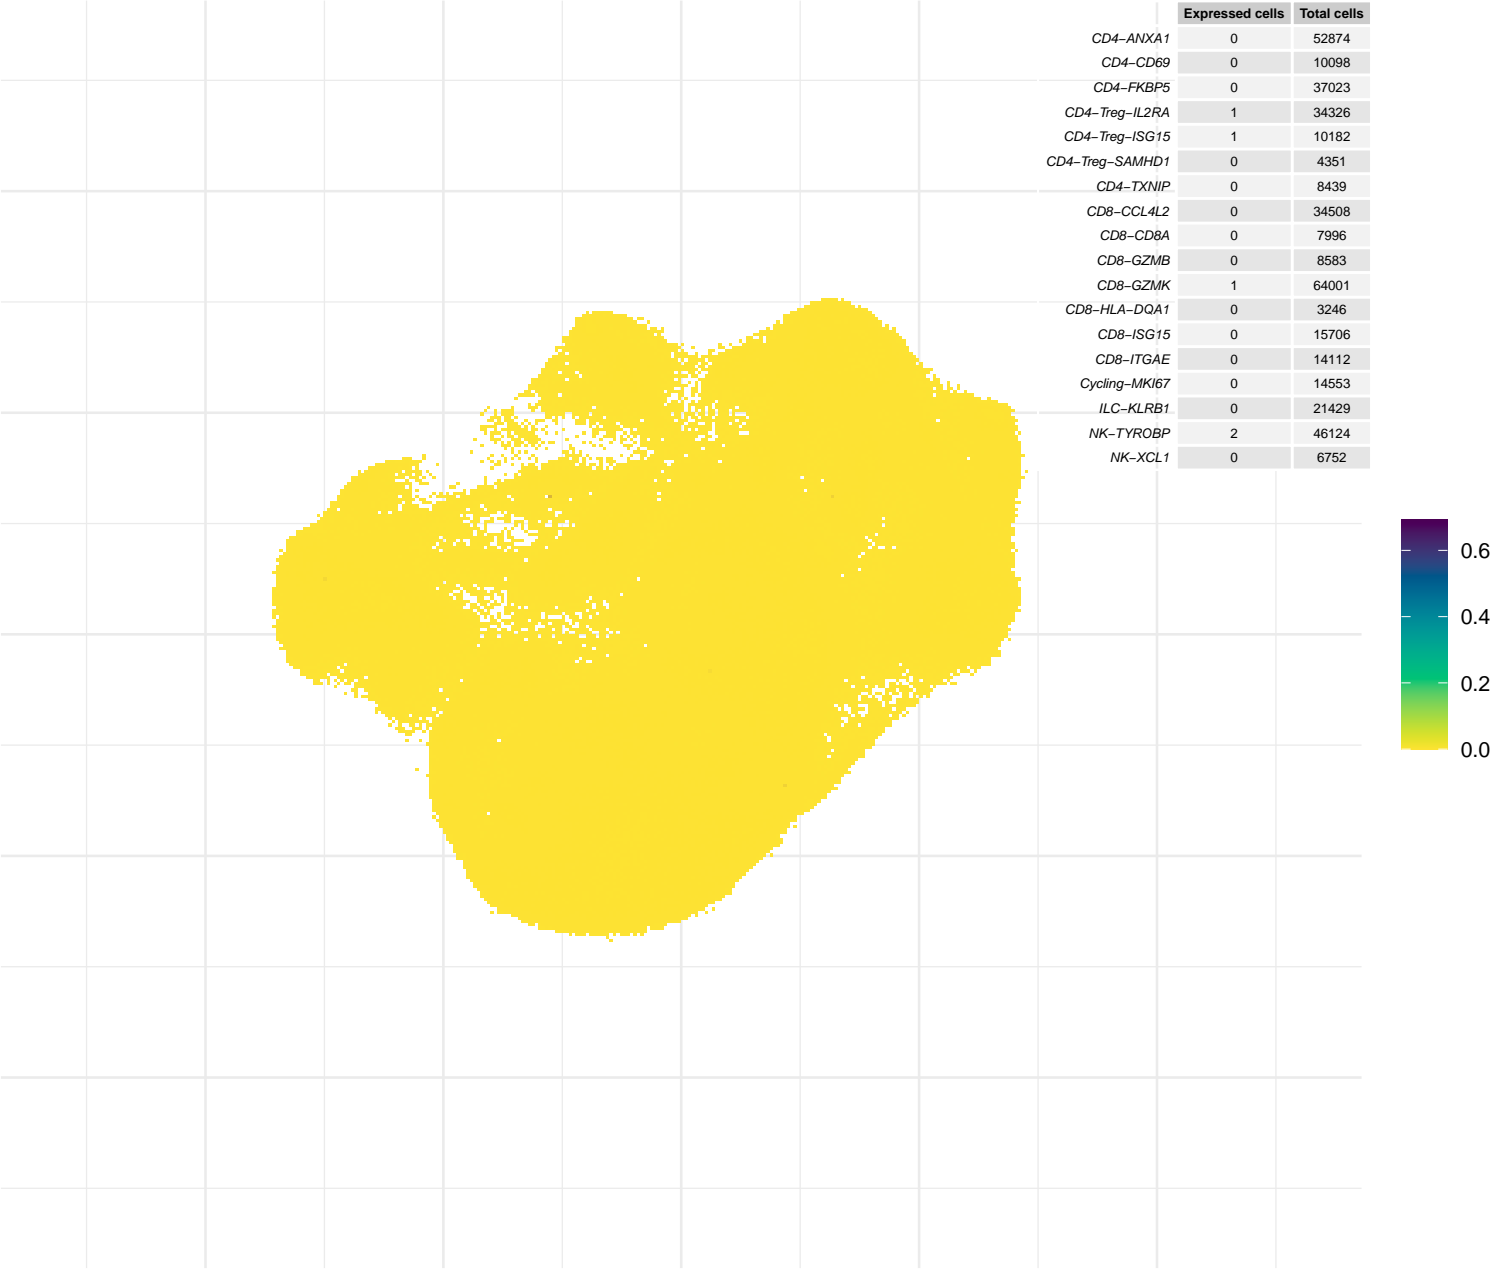 Expressed cells Total cells
CD4−ANXA1 0 52874
CD4−CD69 0 10098
CD4−FKBP5 0 37023
CD4−Treg−IL2RA 1 34326
CD4−Treg−ISG15 1 10182
CD4−Treg−SAMHD1 0 4351
CD4−TXNIP 0 8439
CD8−CCL4L2 0 34508
CD8−CD8A 0 7996
CD8−GZMB 0 8583
CD8−GZMK 1 64001
CD8−HLA−DQA1 0 3246
CD8−ISG15 0 15706
CD8−ITGAE 0 14112
Cycling−MKI67 0 14553
ILC−KLRB1 0 21429
NK−TYROBP 2 46124
NK−XCL1 0 6752
0.6
0.4
0.2
0.0